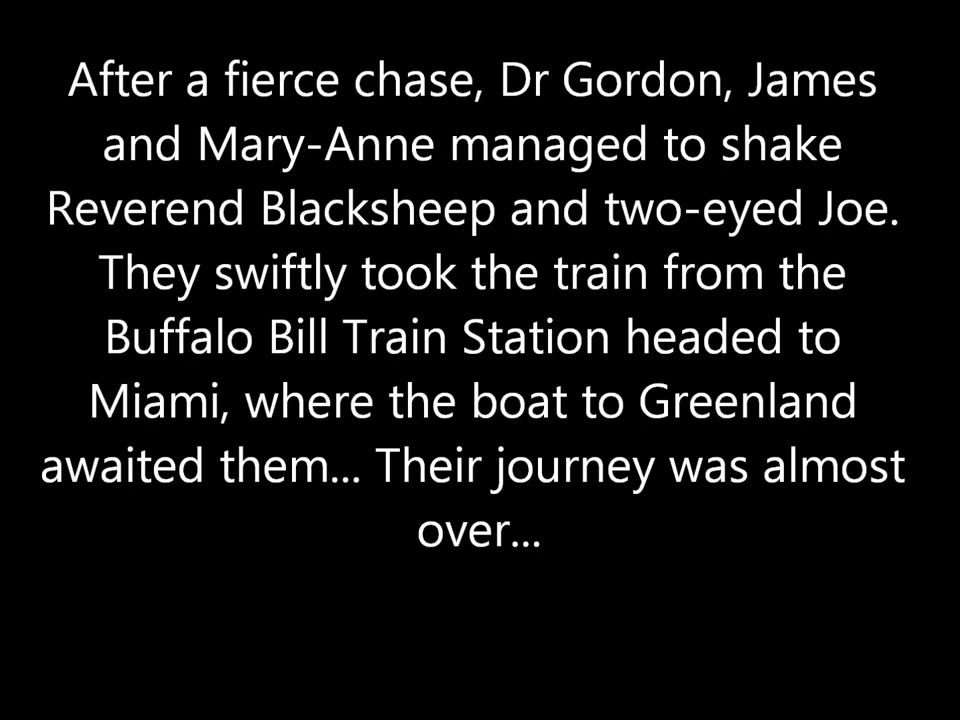 After a fierce chase, Dr Gordon, James
and Mary-Anne managed to shake
Reverend Blacksheep and two-eyed Joe.
They swiftly took the train from the
Buffalo Bill Train Station headed to
Miami, where the boat to Greenland
awaited them... Their journey was almost
over...